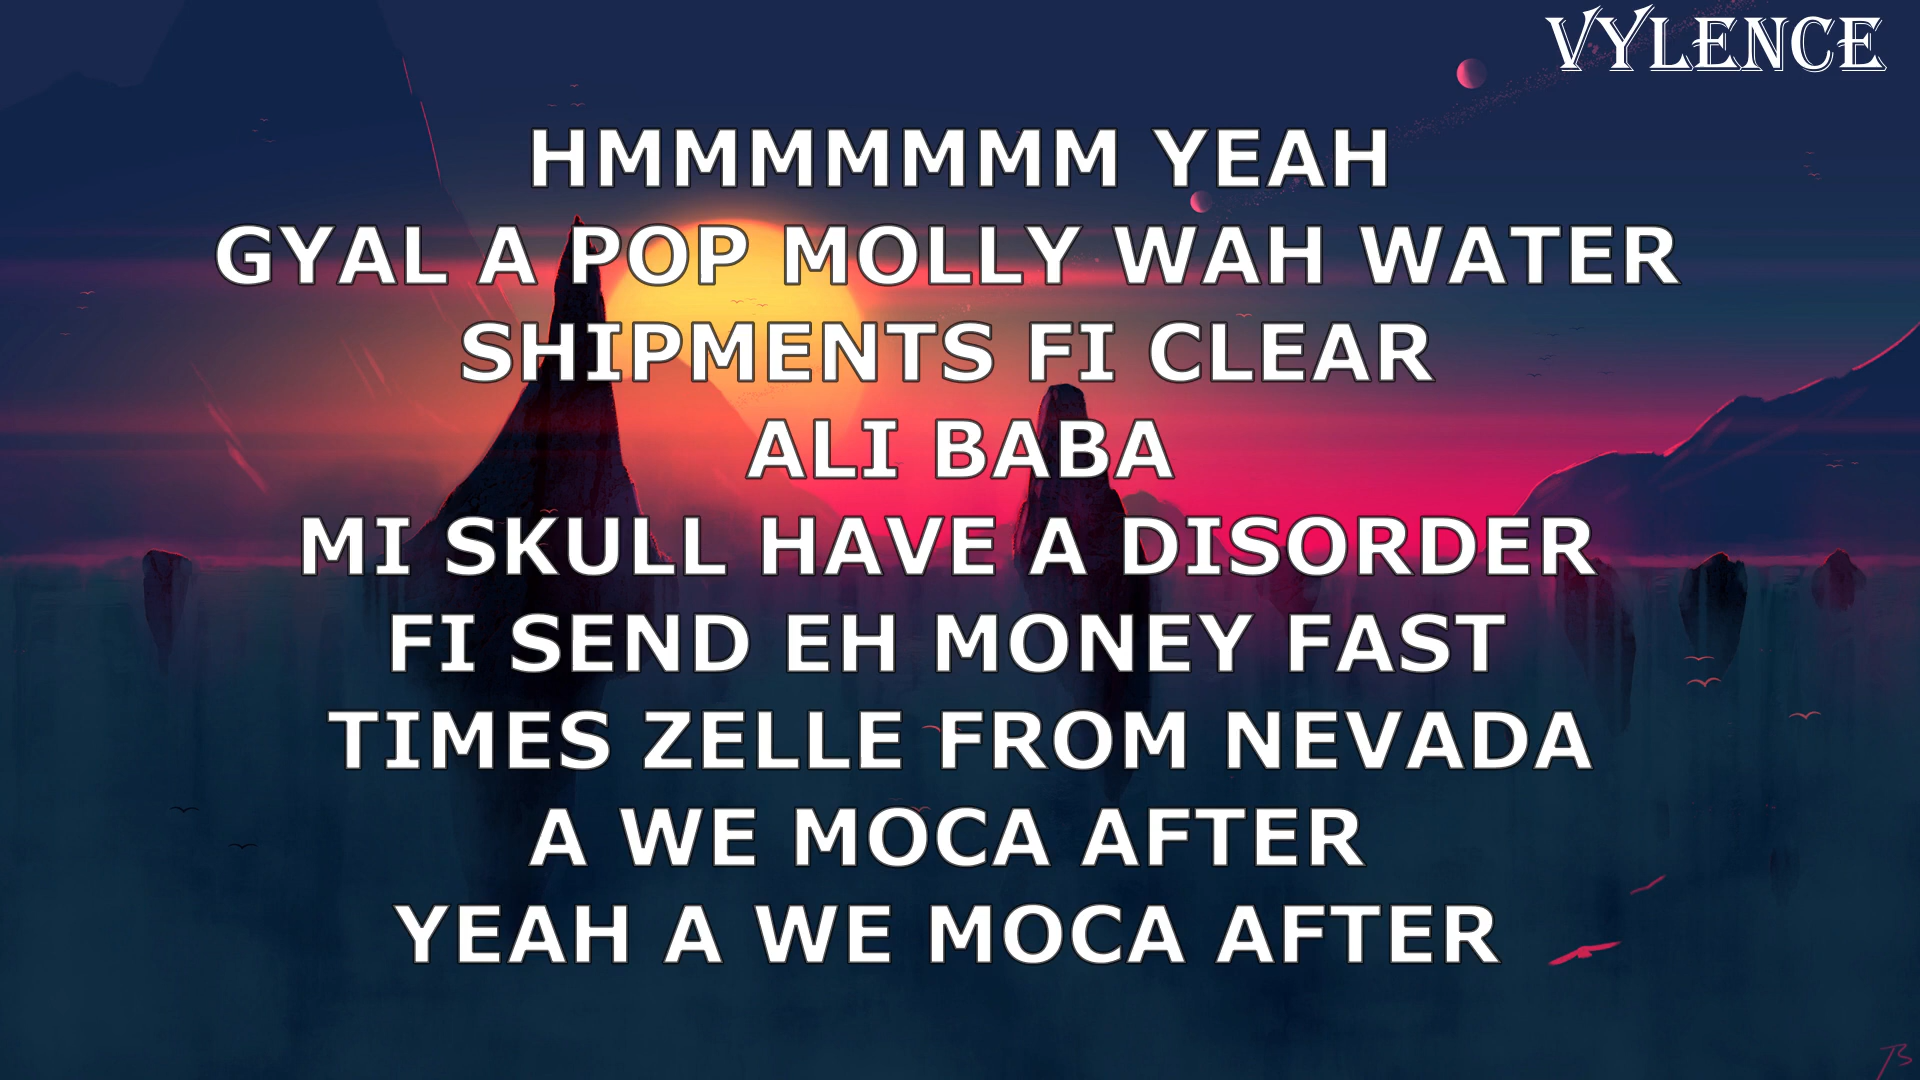 VYLENCE
HMMMMMMM YEAH
GYAL A POP MOLLY WAH WATER
SHIPMENTS FI CLEAR
ALI BABA
MI SKULL HAVE A DISORDER
FI SEND EH MONEY FAST
TIMES ZELLE FROM NEVADA
A WE MOCA AFTER
YEAH A WE MOCA AFTER
TB